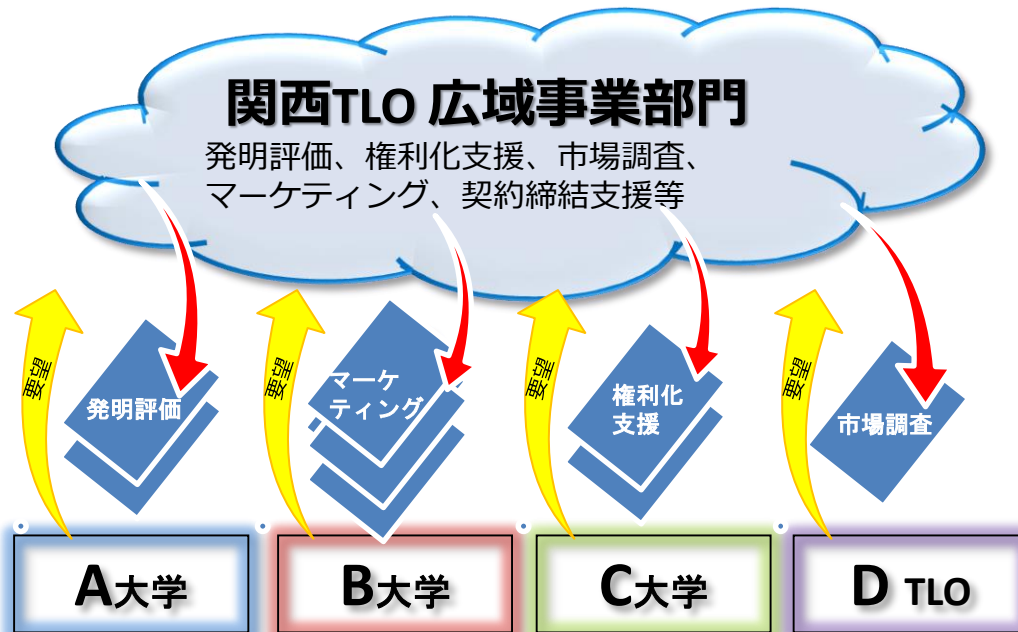 関西TLO 広域事業部門
発明評価、権利化支援、市場調査、
マーケティング、契約締結支援等
要望
発明評価
要望
マーケ
ティング
要望
権利化
支援
要望
市場調査
A大学
B大学
C大学
D TLO